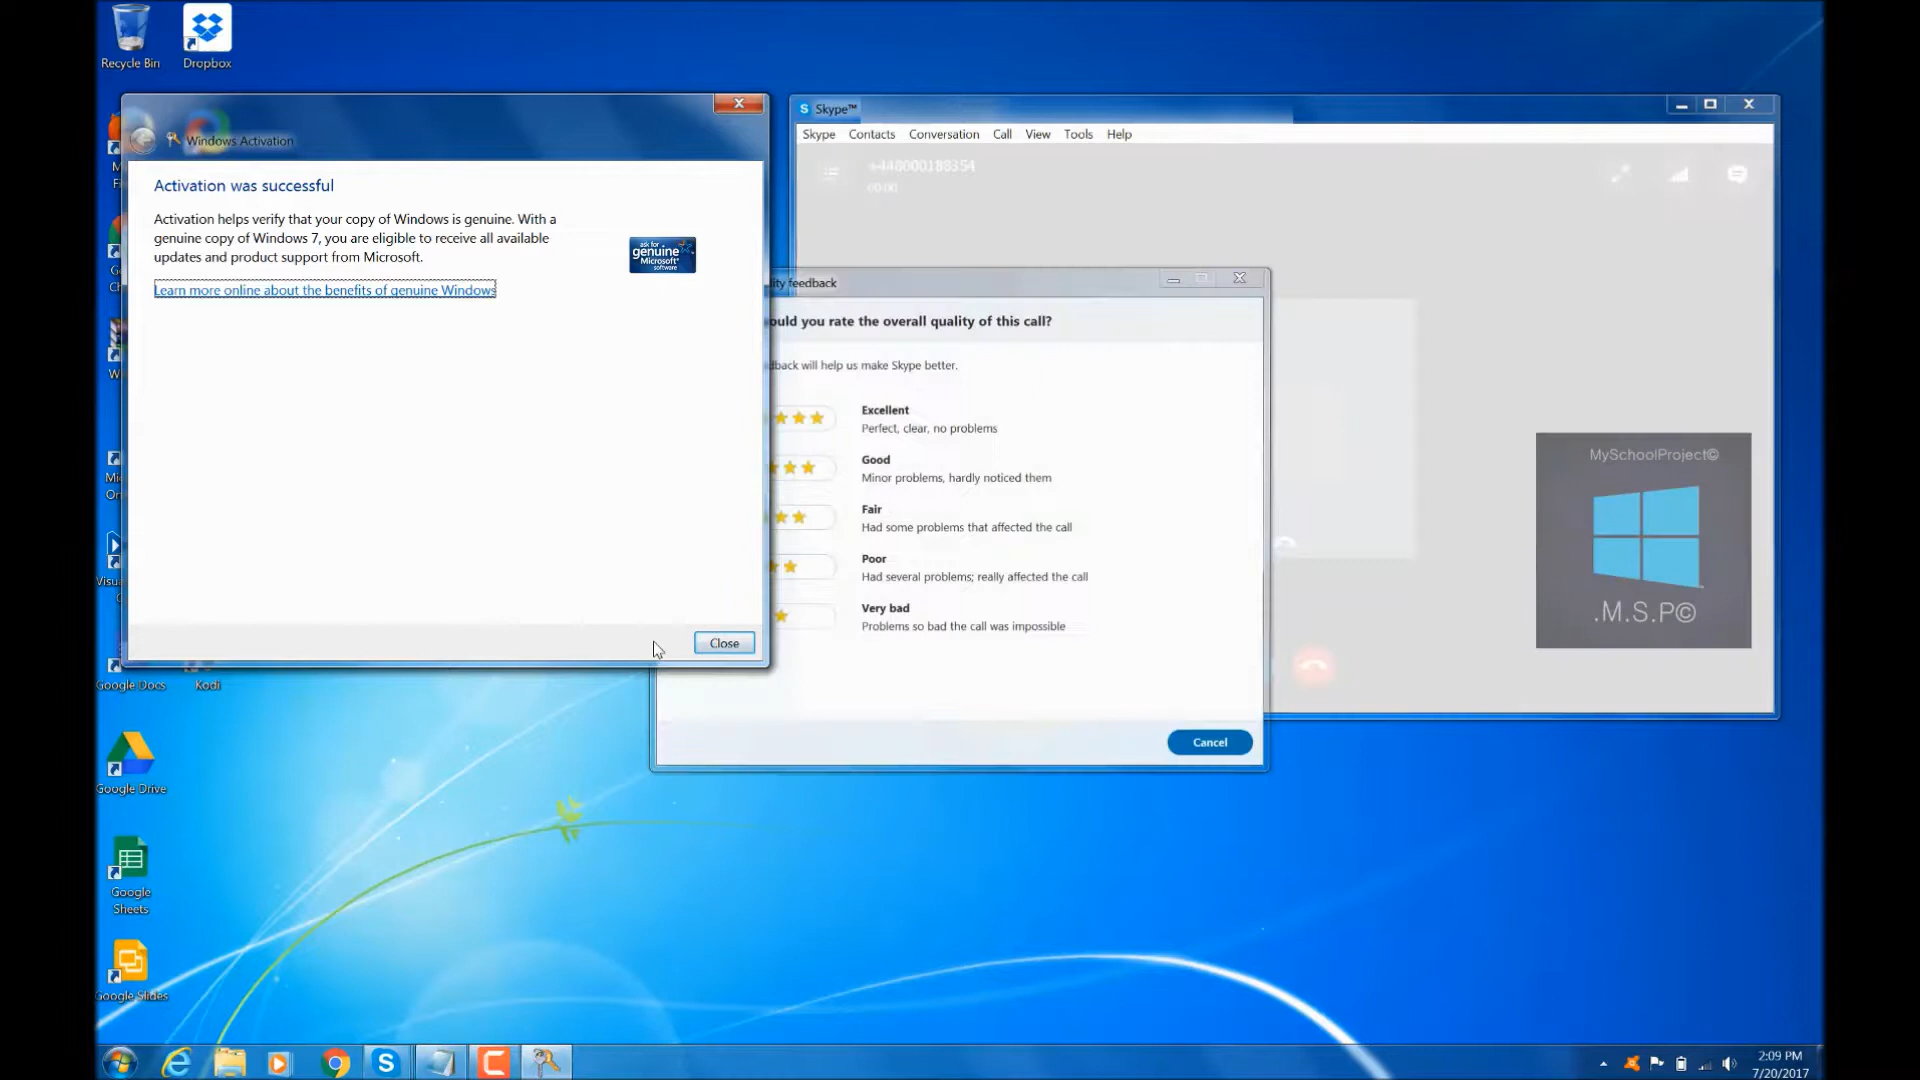 Recycle Bin
Dropbox
Windows Activation
Activation was successful
Activation helps verify that your copy of Windows is genuine. With a
genuine copy of Windows 7, you are eligible to receive all available
updates and product support from Microsoft.
Learn more online about the benefits of genuine Windows
ask for
genuine
Microsoft®
software
Close
Skype™
Skype Contacts Conversation Call View Tools Help
+448000188354
00:00
ity feedback
ould you rate the overall quality of this call?
dback will help us make Skype better.
Excellent
Perfect, clear, no problems
Good
Minor problems, hardly noticed them
Fair
Had some problems that affected the call
Poor
Had several problems; really affected the call
Very bad
Problems so bad the call was impossible
Cancel
MySchoolProject©
.M.S.P©
Google Docs
Kodi
Google Drive
Google
Sheets
Google Slides
2:09 PM
7/20/2017